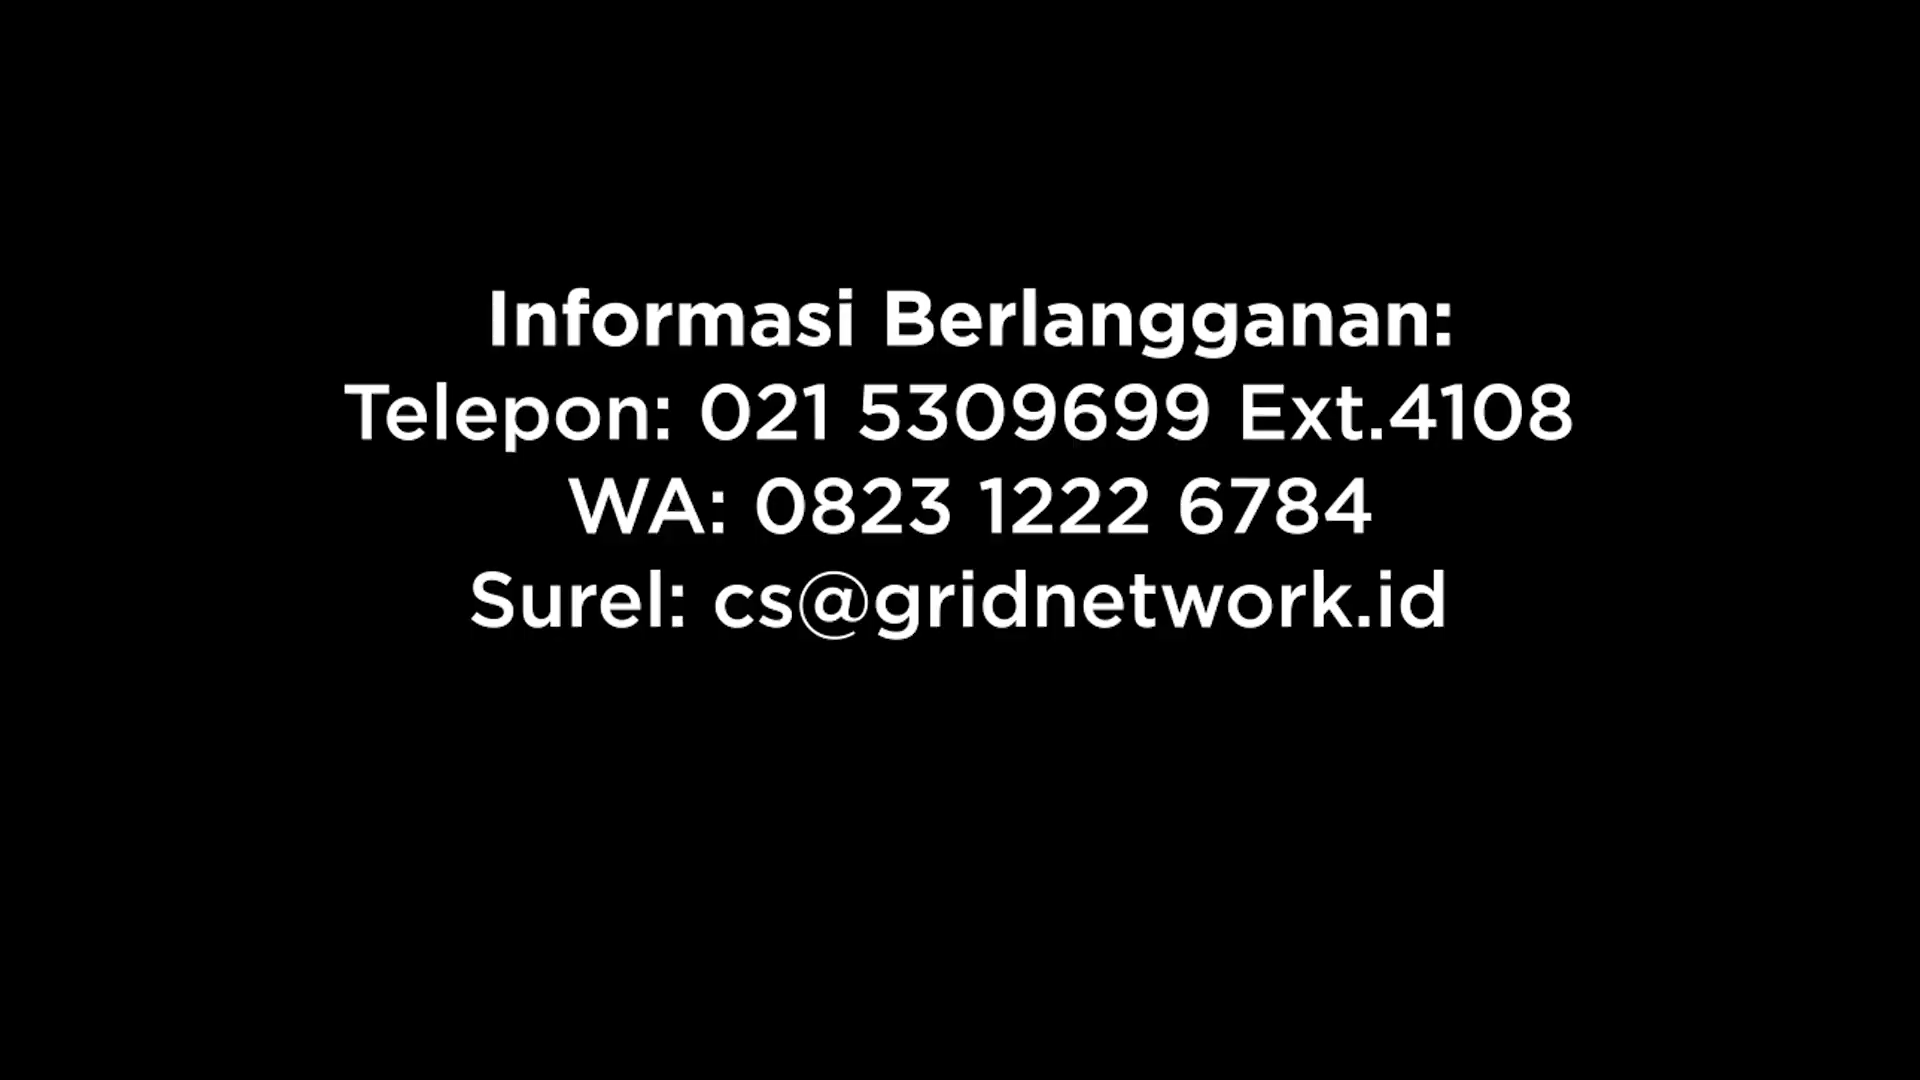 Informasi Berlangganan:
Telepon: 021 5309699 Ext.4108
WA: 0823 1222 6784
Surel: cs@gridnetwork.id